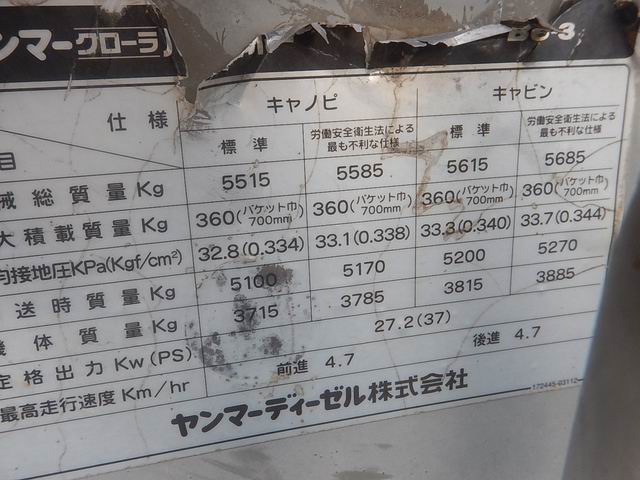 ンマークローラ
B6-3
仕様
キャノピ
キャビン
目
標準
労働安全衛生法による
最も不利な仕様
標準
労働安全衛生法による
最も不利な仕様
械総質量Kg 5515 5585 5615 5685
大積載質量Kg 360(バケット巾700mm) 360(バケット巾700mm) 360(バケット巾700mm) 360(バケット巾700mm)
接地圧KPa(Kgf/cm²) 32.8(0.334) 33.1(0.338) 33.3(0.340) 33.7(0.344)
送時質量Kg 5100 5170 5200 5270
機体質量Kg 3715 3785 3815 3885
定格出力Kw(PS) 27.2(37)
最高走行速度Km/hr 前進 4.7 後進 4.7
ヤンマーディーゼル株式会社
172445-03112